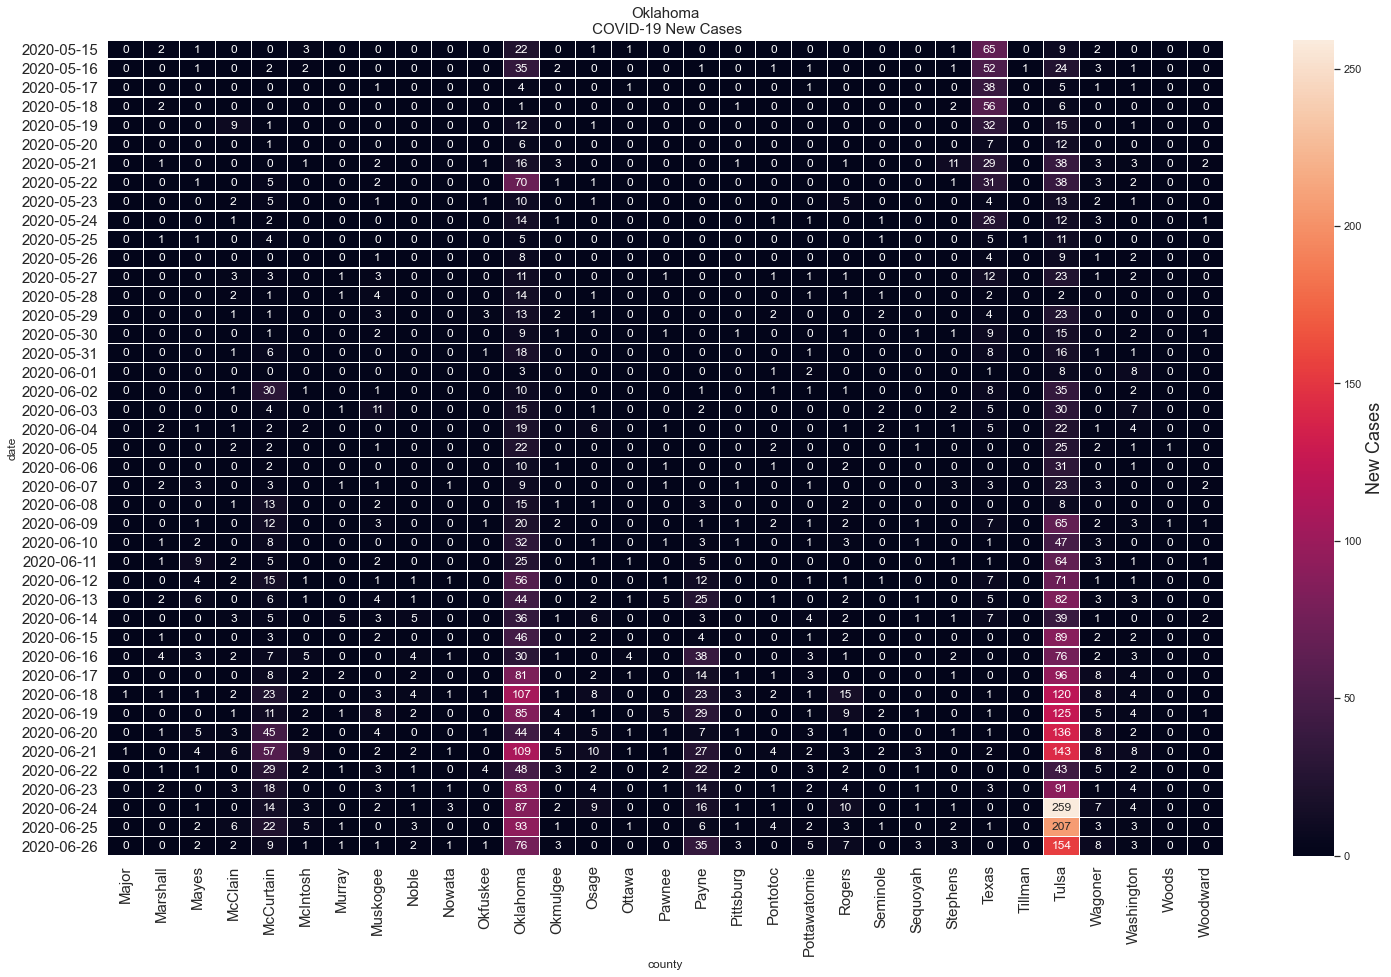 Oklahoma
COVID-19 New Cases
2020-05-15 0 2 1 0 0 3 0 0 0 0 0 22 0 1 1 0 0 0 0 0 0 0 0 1 65 0 9 2 0 0 0
2020-05-16 0 0 1 0 2 2 0 0 0 0 0 35 2 0 0 0 1 0 1 1 0 0 0 1 52 1 24 3 1 0 0
2020-05-17 0 0 0 0 0 0 0 1 0 0 0 4 0 0 1 0 0 0 0 1 0 0 0 0 38 0 5 1 1 0 0
2020-05-18 0 2 0 0 0 0 0 0 0 0 0 1 0 0 0 0 0 1 0 0 0 0 0 2 56 0 6 0 0 0 0
2020-05-19 0 0 0 9 1 0 0 0 0 0 0 12 0 1 0 0 0 0 0 0 0 0 0 0 32 0 15 0 1 0 0
2020-05-20 0 0 0 0 1 0 0 0 0 0 0 6 0 0 0 0 0 0 0 0 0 0 0 0 7 0 12 0 0 0 0
2020-05-21 0 1 0 0 0 1 0 2 0 0 1 16 3 0 0 0 0 1 0 0 1 0 0 11 29 0 38 3 3 0 2
2020-05-22 0 0 1 0 5 0 0 2 0 0 0 70 1 1 0 0 0 0 0 0 0 0 0 1 31 0 38 3 2 0 0
2020-05-23 0 0 0 2 5 0 0 1 0 0 1 10 0 1 0 0 0 0 0 0 5 0 0 0 4 0 13 2 1 0 0
2020-05-24 0 0 0 1 2 0 0 0 0 0 0 14 1 0 0 0 0 0 1 1 0 1 0 0 26 0 12 3 0 0 1
2020-05-25 0 1 1 0 4 0 0 0 0 0 0 5 0 0 0 0 0 0 0 0 0 1 0 0 5 1 11 0 0 0 0
2020-05-26 0 0 0 0 0 0 0 1 0 0 0 8 0 0 0 0 0 0 0 0 0 0 0 0 4 0 9 1 2 0 0
2020-05-27 0 0 0 3 3 0 1 3 0 0 0 11 0 0 0 1 0 0 1 1 1 0 0 0 12 0 23 1 2 0 0
2020-05-28 0 0 0 2 1 0 1 4 0 0 0 14 0 1 0 0 0 0 0 1 1 1 0 0 2 0 2 0 0 0 0
2020-05-29 0 0 0 1 1 0 0 3 0 0 3 13 2 1 0 0 0 0 2 0 0 2 0 0 4 0 23 0 0 0 0
2020-05-30 0 0 0 0 1 0 0 2 0 0 0 9 1 0 0 1 0 1 0 0 1 0 1 1 9 0 15 0 2 0 1
2020-05-31 0 0 0 1 6 0 0 0 0 0 1 18 0 0 0 0 0 0 0 1 0 0 0 0 8 0 16 1 1 0 0
2020-06-01 0 0 0 0 0 0 0 0 0 0 0 3 0 0 0 0 0 0 1 2 0 0 0 0 1 0 8 0 8 0 0
2020-06-02 0 0 0 1 30 1 0 1 0 0 0 10 0 0 0 0 1 0 1 1 1 0 0 0 8 0 35 0 2 0 0
2020-06-03 0 0 0 0 4 0 1 11 0 0 0 15 0 1 0 0 2 0 0 0 0 2 0 2 5 0 30 0 7 0 0
2020-06-04 0 2 1 1 2 2 0 0 0 0 0 19 0 6 0 1 0 0 0 0 1 2 1 1 5 0 22 1 4 0 0
2020-06-05 0 0 0 2 2 0 0 1 0 0 0 22 0 0 0 0 0 0 2 0 0 0 1 0 0 0 25 2 1 1 0
2020-06-06 0 0 0 0 2 0 0 0 0 0 0 10 1 0 0 1 0 0 1 0 2 0 0 0 0 0 31 0 1 0 0
2020-06-07 0 2 3 0 3 0 1 1 0 1 0 9 0 0 0 1 0 1 0 1 0 0 0 3 3 0 23 3 0 0 2
2020-06-08 0 0 0 1 13 0 0 2 0 0 0 15 1 1 0 0 3 0 0 0 2 0 0 0 0 0 8 0 0 0 0
2020-06-09 0 0 1 0 12 0 0 3 0 0 1 20 2 0 0 0 1 1 2 1 2 0 1 0 7 0 65 2 3 1 1
2020-06-10 0 1 2 0 8 0 0 0 0 0 0 32 0 1 0 1 3 1 0 1 3 0 1 0 1 0 47 3 0 0 0
2020-06-11 0 1 9 2 5 0 0 2 0 0 0 25 0 1 1 0 5 0 0 0 0 0 0 1 1 0 64 3 1 0 1
2020-06-12 0 0 4 2 15 1 0 1 1 1 0 56 0 0 0 1 12 0 0 1 1 1 0 0 7 0 71 1 1 0 0
2020-06-13 0 2 6 0 6 1 0 4 1 0 0 44 0 2 1 5 25 0 1 0 2 0 1 0 5 0 82 3 3 0 0
2020-06-14 0 0 0 3 5 0 5 3 5 0 0 36 1 6 0 0 3 0 0 4 2 0 1 1 7 0 39 1 0 0 2
2020-06-15 0 1 0 0 3 0 0 2 0 0 0 46 0 2 0 0 4 0 0 1 2 0 0 0 0 0 89 2 2 0 0
2020-06-16 0 4 3 2 7 5 0 0 4 1 0 30 1 0 4 0 38 0 0 3 1 0 0 2 0 0 76 2 3 0 0
2020-06-17 0 0 0 0 8 2 2 0 2 0 0 81 0 2 1 0 14 1 1 3 0 0 0 1 0 0 96 8 4 0 0
2020-06-18 1 1 1 2 23 2 0 3 4 1 1 107 1 8 0 0 23 3 2 1 15 0 0 0 1 0 120 8 4 0 0
2020-06-19 0 0 0 1 11 2 1 8 2 0 0 85 4 1 0 5 29 0 0 1 9 2 1 0 1 0 125 5 4 0 1
2020-06-20 0 1 5 3 45 2 0 4 0 0 1 44 4 5 1 1 7 1 0 3 1 0 0 1 1 0 136 8 2 0 0
2020-06-21 1 0 4 6 57 9 0 2 2 1 0 109 5 10 1 1 27 0 4 2 3 2 3 0 2 0 143 8 8 0 0
2020-06-22 0 1 1 0 29 2 1 3 1 0 4 48 3 2 0 2 22 2 0 3 2 0 1 0 0 0 43 5 2 0 0
2020-06-23 0 2 0 3 18 0 0 3 1 1 0 83 0 4 0 1 14 0 1 2 4 0 1 0 3 0 91 1 4 0 0
2020-06-24 0 0 1 0 14 3 0 2 1 3 0 87 2 9 0 0 16 1 1 0 10 0 1 1 0 0 259 7 4 0 0
2020-06-25 0 0 2 6 22 5 1 0 3 0 0 93 1 0 1 0 6 1 4 2 3 1 0 2 1 0 207 3 3 0 0
2020-06-26 0 0 2 2 9 1 1 1 2 1 1 76 3 0 0 0 35 3 0 5 7 0 3 3 0 0 154 8 3 0 0
date
Major Marshall Mayes McClain McCurtain McIntosh Murray Muskogee Noble Nowata Okfuskee Oklahoma Okmulgee Osage Ottawa Pawnee Payne Pittsburg Pontotoc Pottawatomie Rogers Seminole Sequoyah Stephens Texas Tillman Tulsa Wagoner Washington Woods Woodward
county
250
200
150
100
50
0
New Cases